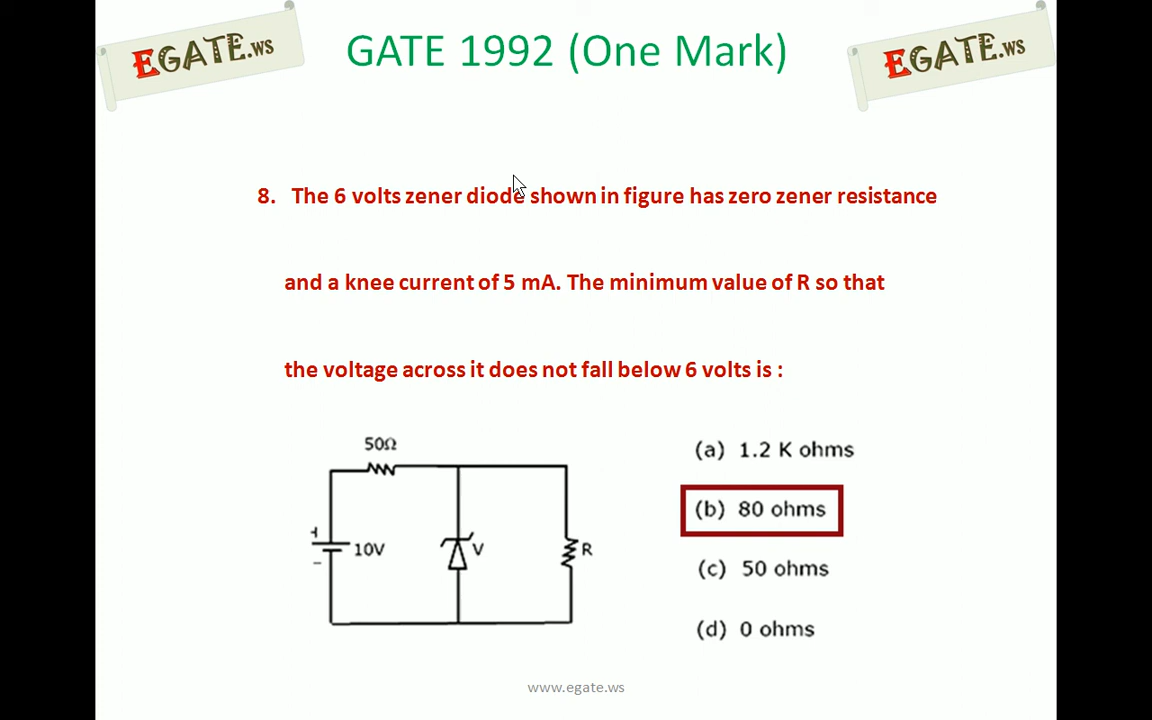 EGATE.ws
GATE 1992 (One Mark)
EGATE.ws
8. The 6 volts zener diode shown in figure has zero zener resistance
and a knee current of 5 mA. The minimum value of R so that
the voltage across it does not fall below 6 volts is :
50Ω
+
10V
−
V
R
(a) 1.2 K ohms
(b) 80 ohms
(c) 50 ohms
(d) 0 ohms
www.egate.ws